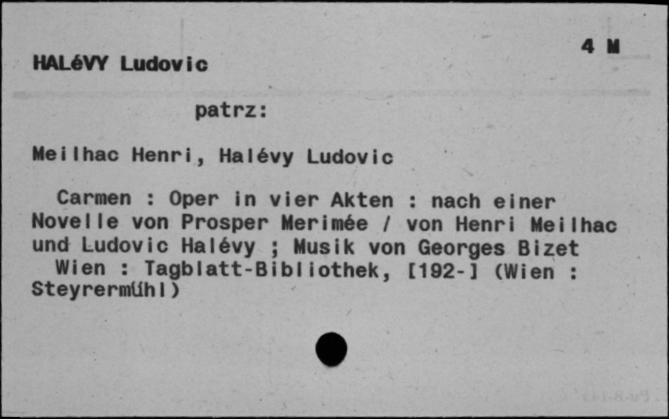 4 M
HALéVY Ludovic
patrz:
Meilhac Henri, Halévy Ludovic
Carmen : Oper in vier Akten : nach einer
Novelle von Prosper Merimée / von Henri Meilhac
und Ludovic Halévy ; Musik von Georges Bizet
Wien : Tagblatt-Bibliothek, [192-] (Wien :
Steyrermühl)